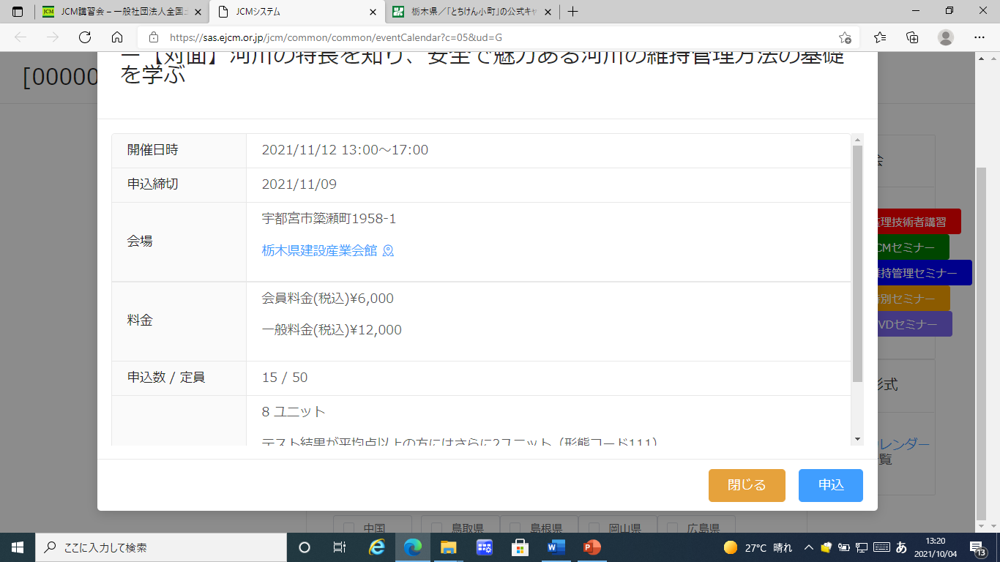 JCM講習会 – 一般社団法人全国土
JCMシステム
栃木県／「とちけん小町」の公式キャ
https://sas.ejcm.or.jp/jcm/common/common/eventCalendar?c=05&ud=G
[00000
－【対面】河川の特長を知り、安全で魅力ある河川の維持管理方法の基礎
を学ぶ
開催日時
2021/11/12 13:00～17:00
申込締切
2021/11/09
会場
宇都宮市簗瀬町1958-1
栃木県建設産業会館
料金
会員料金(税込)¥6,000
一般料金(税込)¥12,000
申込数 / 定員
15 / 50
8 ユニット
テスト結果が平均点以上の方にはさらに2ユニット（形態コード111）
閉じる
申込
会
監理技術者講習
CMセミナー
維持管理セミナー
特別セミナー
VDセミナー
形式
レンダー
覧
中国
鳥取県
島根県
岡山県
広島県
ここに入力して検索
27°C 晴れ
あ
13:20
2021/10/04
13